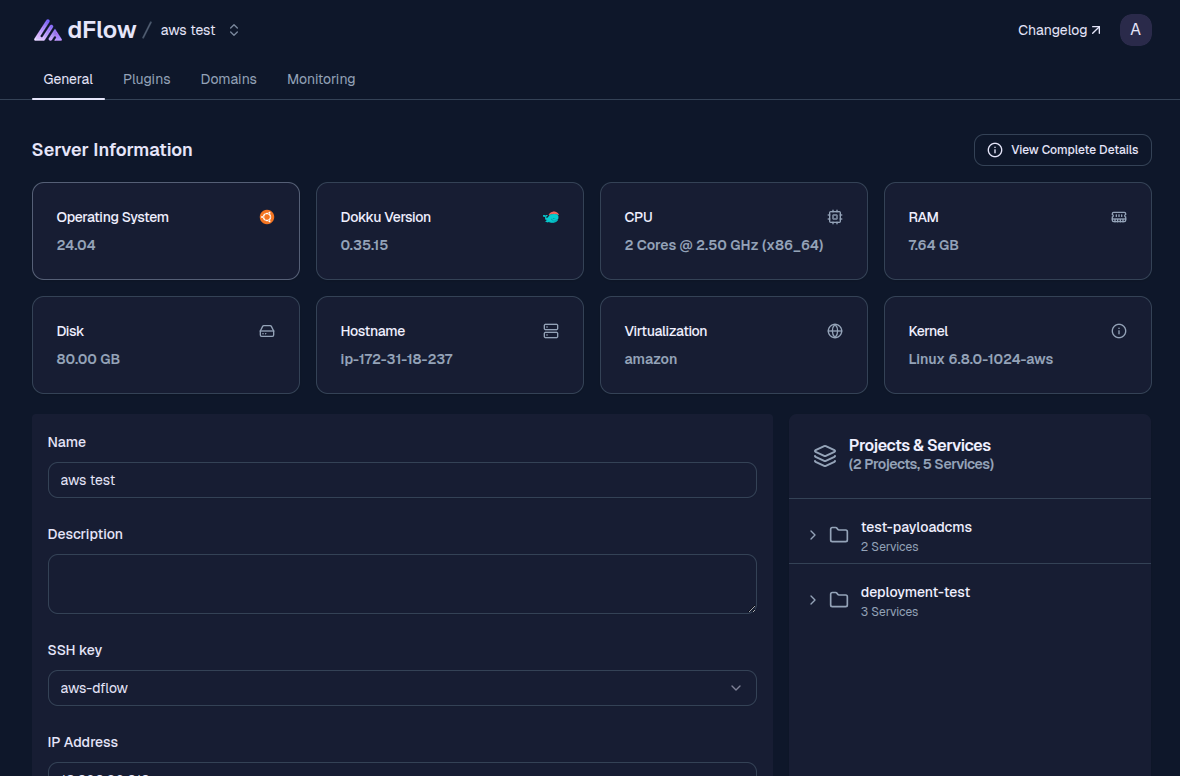 dFlow / aws test
Changelog
A
General Plugins Domains Monitoring
Server Information
View Complete Details
Operating System
24.04
Dokku Version
0.35.15
CPU
2 Cores @ 2.50 GHz (x86_64)
RAM
7.64 GB
Disk
80.00 GB
Hostname
ip-172-31-18-237
Virtualization
amazon
Kernel
Linux 6.8.0-1024-aws
Name
aws test
Description
SSH key
aws-dflow
IP Address
Projects & Services
(2 Projects, 5 Services)
test-payloadcms
2 Services
deployment-test
3 Services